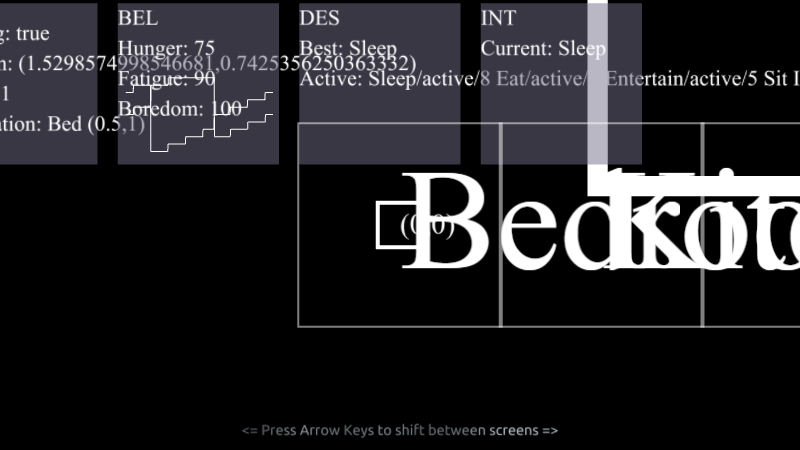 g: true
n: (1.5298574998546681,0.7425356250363332)
1
ation: Bed (0.5,1)
BEL
Hunger: 75
Fatigue: 90
Boredom: 100
DES
Best: Sleep
Active: Sleep/active/8 Eat/active/ Entertain/active/5 Sit I
INT
Current: Sleep
(0,0)
<= Press Arrow Keys to shift between screens =>